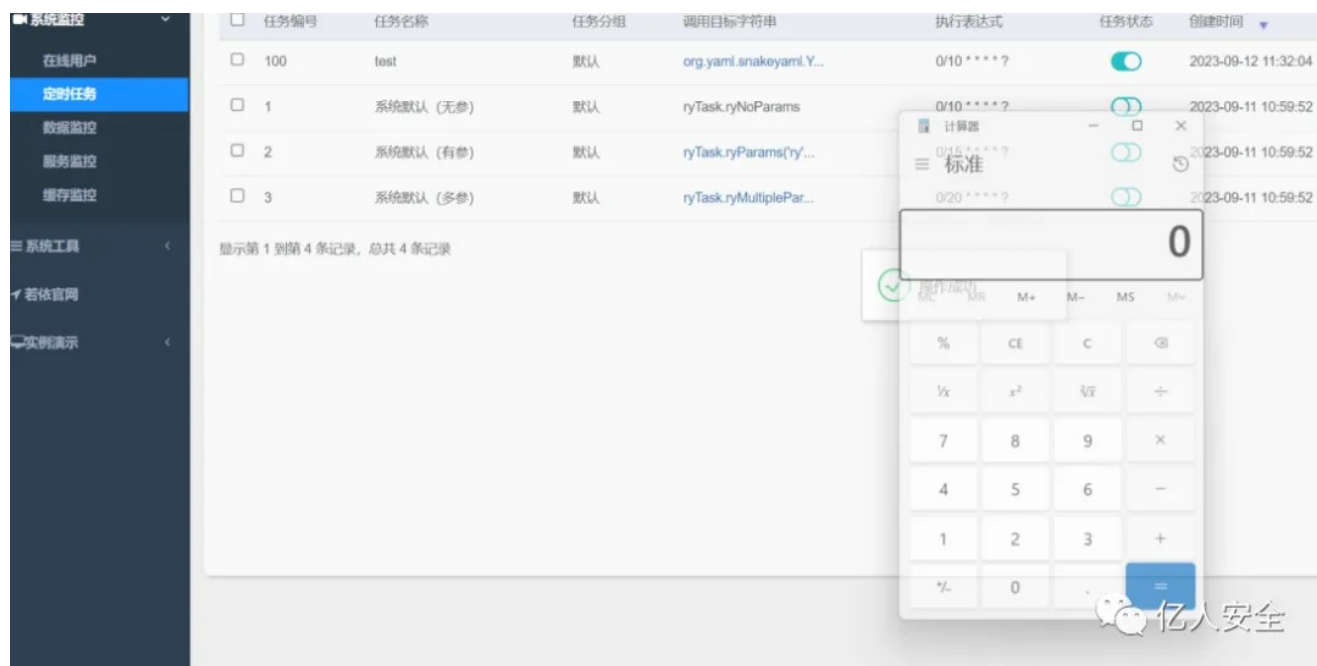 系统监控
在线用户
定时任务
数据监控
服务监控
缓存监控
系统工具
若依官网
实例演示
任务编号 任务名称 任务分组 调用目标字符串 执行表达式 任务状态 创建时间
100 test 默认 org.yaml.snakeyaml.Y... 0/10 * * * * ? 2023-09-12 11:32:04
1 系统默认（无参） 默认 ryTask.ryNoParams 0/10 * * * * ? 2023-09-11 10:59:52
2 系统默认（有参） 默认 ryTask.ryParams('ry'... 0/15 * * * * ? 2023-09-11 10:59:52
3 系统默认（多参） 默认 ryTask.ryMultiplePar... 0/20 * * * * ? 2023-09-11 10:59:52
显示第 1 到第 4 条记录，总共 4 条记录
操作成功
计算器
标准
0
MC MR M+ M- MS M
% CE C
¹/x x² ²√x ÷
7 8 9 ×
4 5 6 −
1 2 3 +
+/− 0 . =
亿人安全